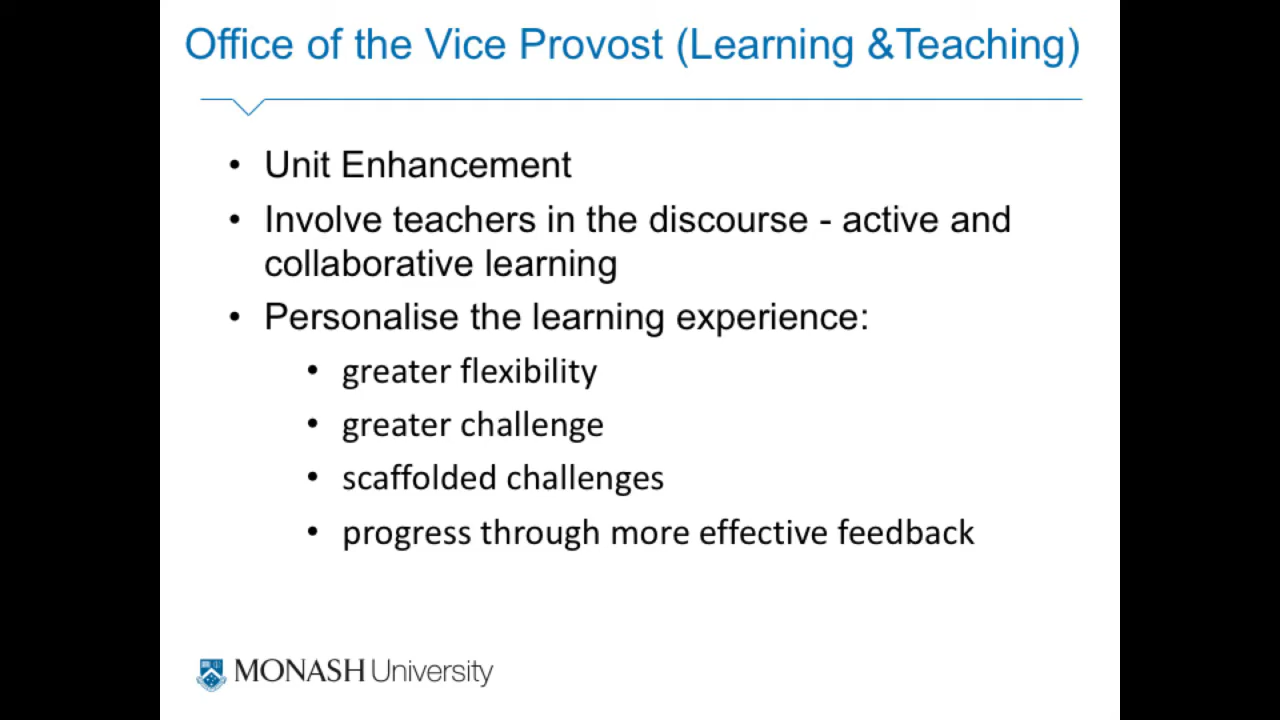 Office of the Vice Provost (Learning &Teaching)
• Unit Enhancement
• Involve teachers in the discourse - active and
collaborative learning
• Personalise the learning experience:
• greater flexibility
• greater challenge
• scaffolded challenges
• progress through more effective feedback
MONASH University